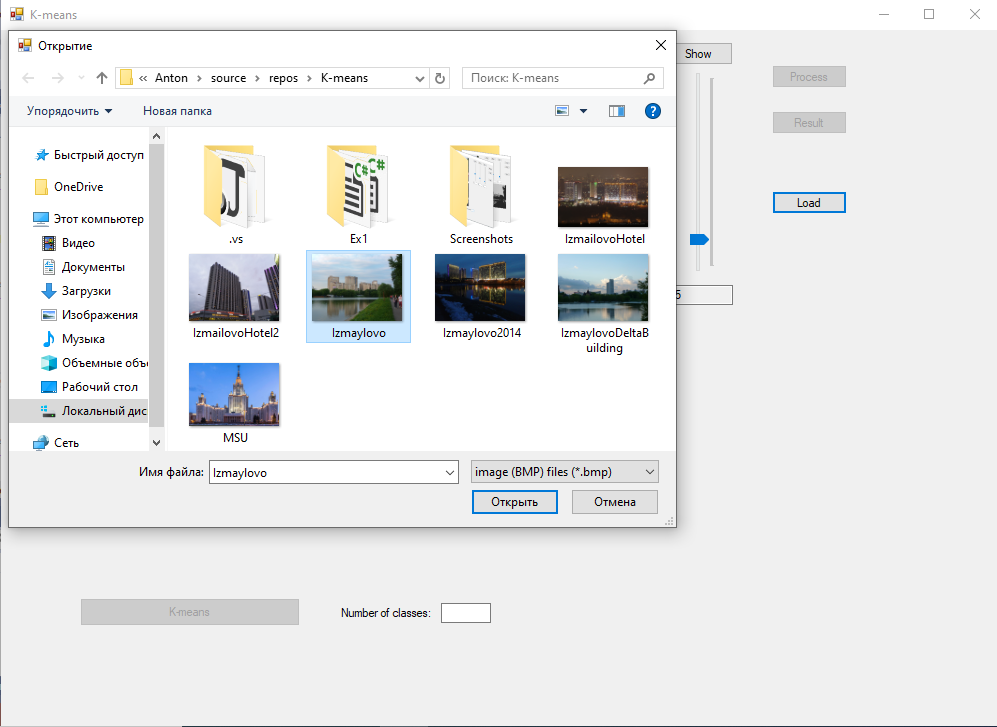 K-means
Открытие
« Anton › source › repos › K-means
Поиск: K-means
Show
Process
Упорядочить
Новая папка
Result
Load
5
Быстрый доступ
OneDrive
Этот компьютер
Видео
Документы
Загрузки
Изображения
Музыка
Объемные объ
Рабочий стол
Локальный дис
Сеть
.vs
Ex1
Screenshots
IzmailovoHotel
IzmailovoHotel2
Izmaylovo
Izmaylovo2014
IzmaylovoDeltaB
uilding
MSU
Имя файла:
Izmaylovo
image (BMP) files (*.bmp)
Открыть
Отмена
K-means
Number of classes: